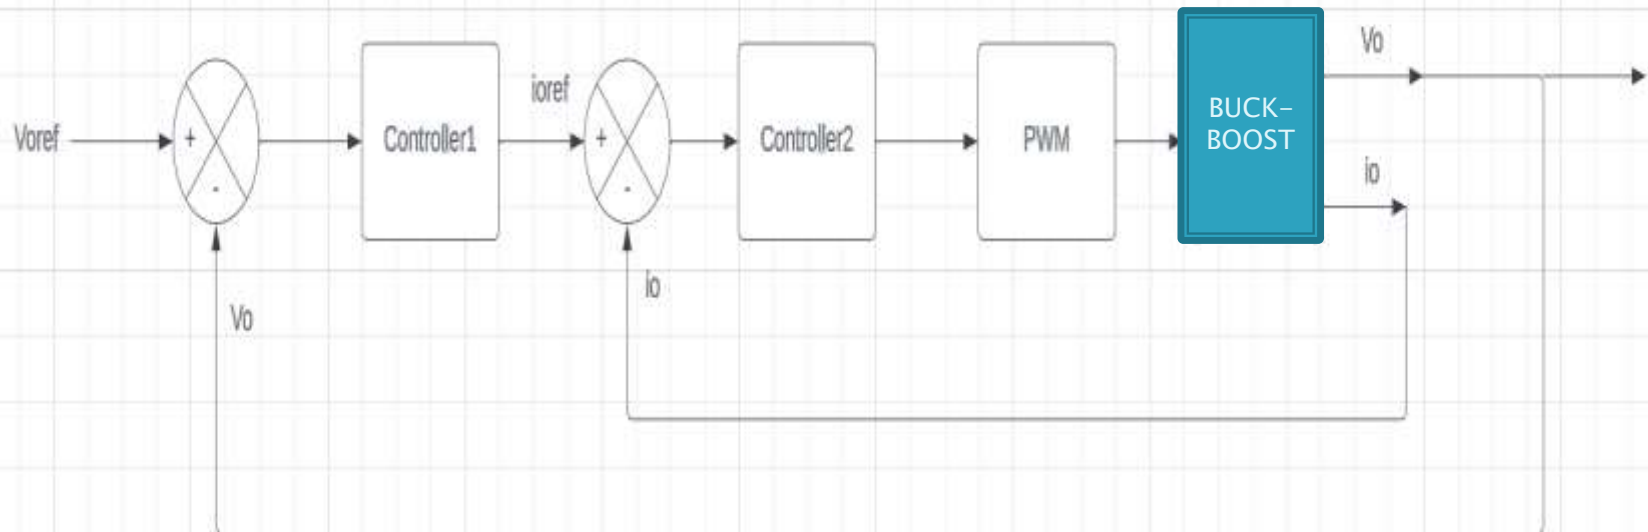 Vo
BUCK-
BOOST
ioref
Voref
+
Controller1
+
Controller2
PWM
io
-
-
io
Vo